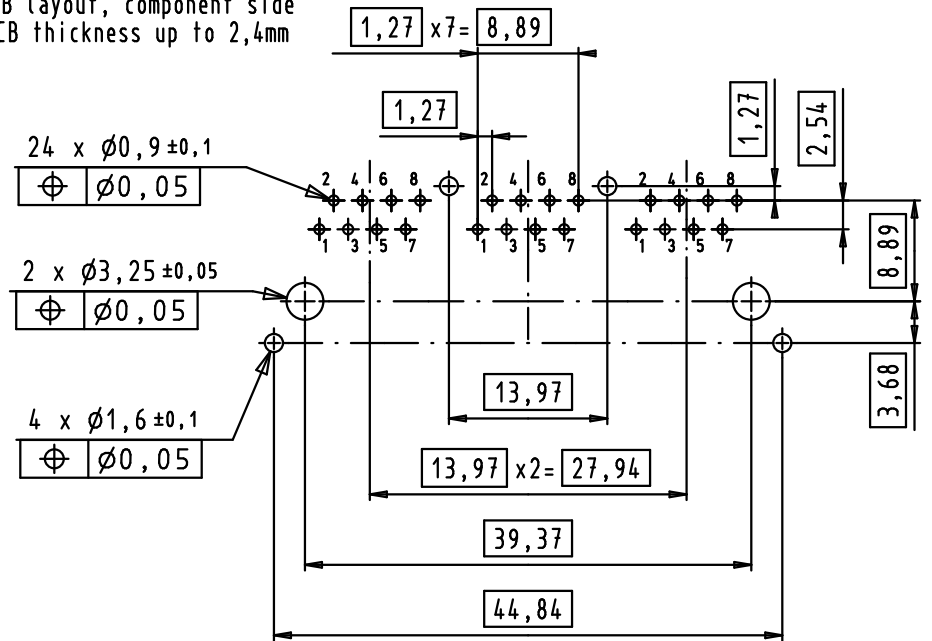 layout, component side
thickness up to 2,4mm
1,27 x7= 8,89
1,27
1,27
2,54
24 x Ø0,9 ±0,1
⌖ Ø0,05
2 4 6 8
2 4 6 8
2 4 6 8
1 3 5 7
1 3 5 7
1 3 5 7
8,89
2 x Ø3,25 ±0,05
⌖ Ø0,05
3,68
13,97
4 x Ø1,6 ±0,1
⌖ Ø0,05
13,97 x2= 27,94
39,37
44,84